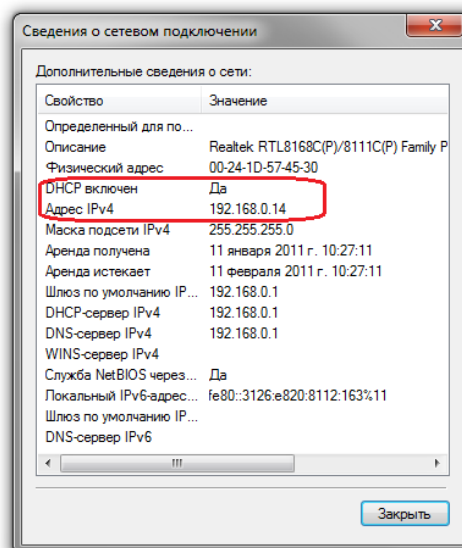 Сведения о сетевом подключении
Дополнительные сведения о сети:
Свойство Значение
Определенный для по...
Описание Realtek RTL8168C(P)/8111C(P) Family P
Физический адрес 00-24-1D-57-45-30
DHCP включен Да
Адрес IPv4 192.168.0.14
Маска подсети IPv4 255.255.255.0
Аренда получена 11 января 2011 г. 10:27:11
Аренда истекает 11 февраля 2011 г. 10:27:11
Шлюз по умолчанию IP... 192.168.0.1
DHCP-сервер IPv4 192.168.0.1
DNS-сервер IPv4 192.168.0.1
WINS-сервер IPv4
Служба NetBIOS через... Да
Локальный IPv6-адрес... fe80::3126:e820:8112:163%11
Шлюз по умолчанию IP...
DNS-сервер IPv6
Закрыть